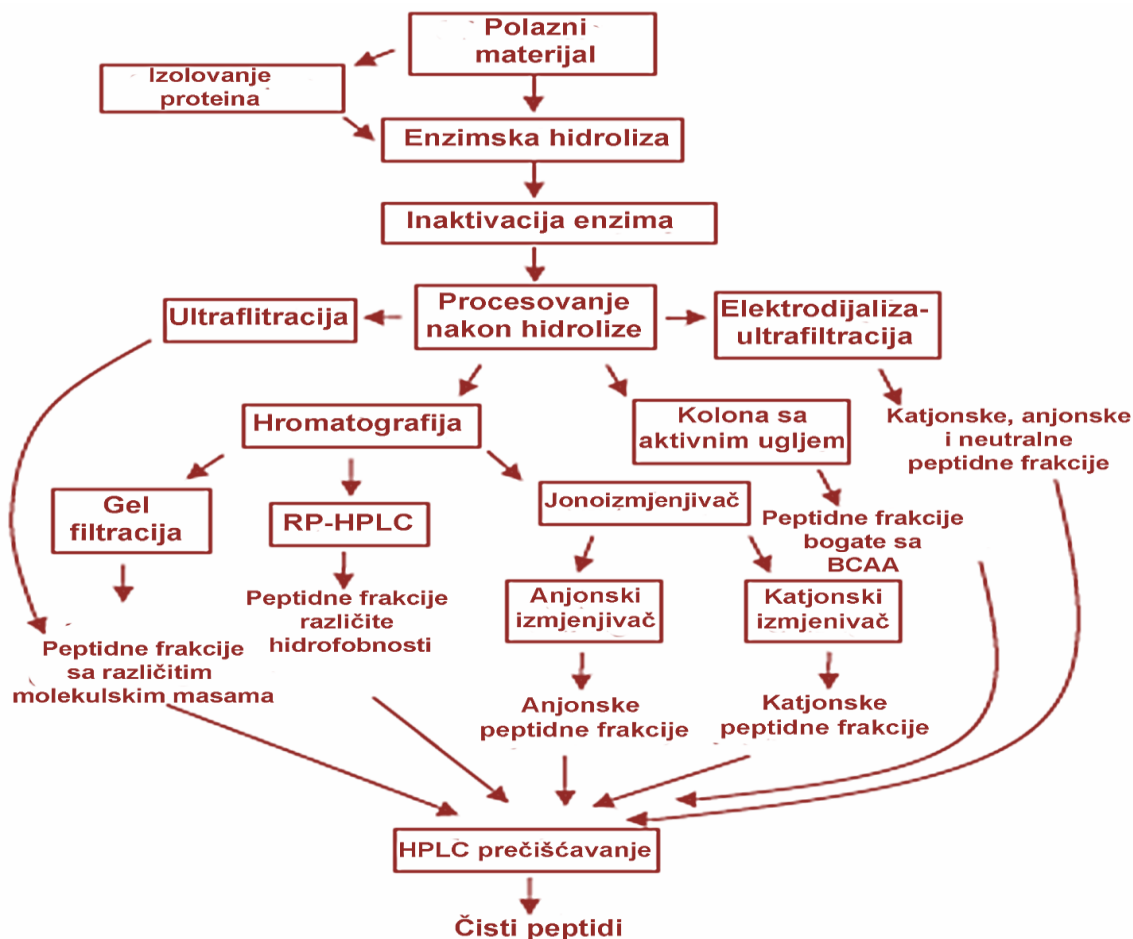 Polazni
materijal
Izolovanje
proteina
Enzimska hidroliza
Inaktivacija enzima
Ultraflitracija
Procesovanje
nakon hidrolize
Elektrodijaliza-
ultrafiltracija
Hromatografija
Kolona sa
aktivnim ugljem
Katjonske, anjonske
i neutralne
peptidne frakcije
Gel
filtracija
RP-HPLC
Jonoizmjenjivač
Peptidne frakcije
bogate sa
BCAA
Peptidne frakcije
različite
hidrofobnosti
Anjonski
izmjenjivač
Katjonski
izmjenivač
Peptidne frakcije
sa različitim
molekulskim masama
Anjonske
peptidne frakcije
Katjonske
peptidne frakcije
HPLC prečišćavanje
Čisti peptidi